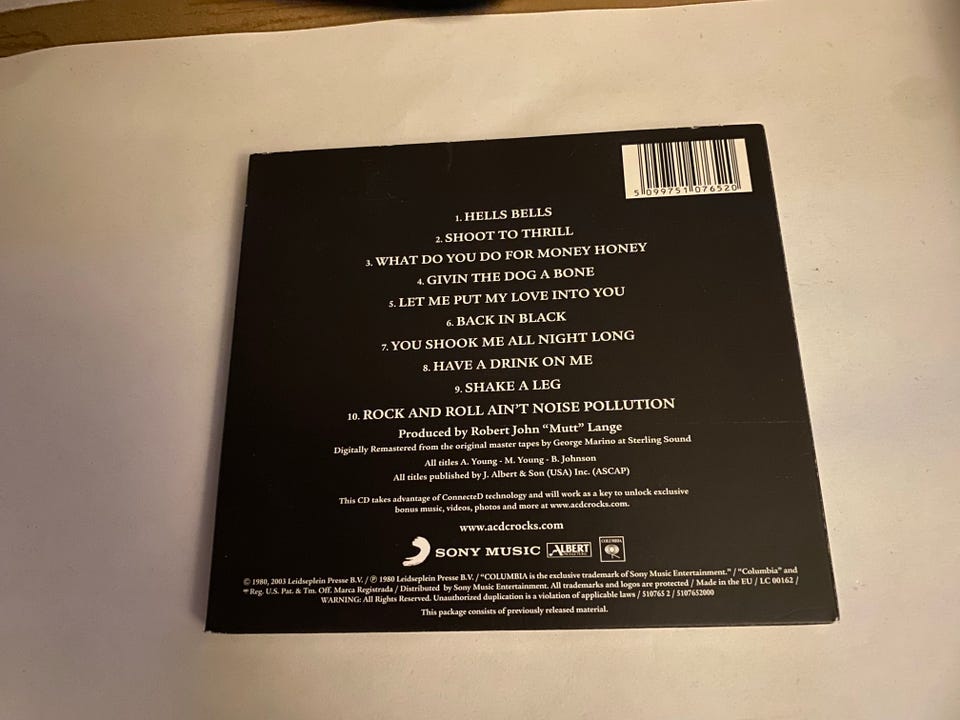 5 099751 076520
1. HELLS BELLS
2. SHOOT TO THRILL
3. WHAT DO YOU DO FOR MONEY HONEY
4. GIVIN THE DOG A BONE
5. LET ME PUT MY LOVE INTO YOU
6. BACK IN BLACK
7. YOU SHOOK ME ALL NIGHT LONG
8. HAVE A DRINK ON ME
9. SHAKE A LEG
10. ROCK AND ROLL AIN'T NOISE POLLUTION
Produced by Robert John “Mutt” Lange
Digitally Remastered from the original master tapes by George Marino at Sterling Sound
All titles A. Young - M. Young - B. Johnson
All titles published by J. Albert & Son (USA) Inc. (ASCAP)
This CD takes advantage of ConnecteD technology and will work as a key to unlock exclusive
bonus music, videos, photos and more at www.acdcrocks.com.
www.acdcrocks.com
SONY MUSIC ALBERT COLUMBIA
© 1980, 2003 Leidseplein Presse B.V. / ℗ 1980 Leidseplein Presse B.V. / “COLUMBIA is the exclusive trademark of Sony Music Entertainment.” / “Columbia” and
Reg. U.S. Pat. & Tm. Off. Marca Registrada / Distributed by Sony Music Entertainment. All trademarks and logos are protected / Made in the EU / LC 00162 /
WARNING: All Rights Reserved. Unauthorized duplication is a violation of applicable laws / 510765 2 / 5107652000
This package consists of previously released material.